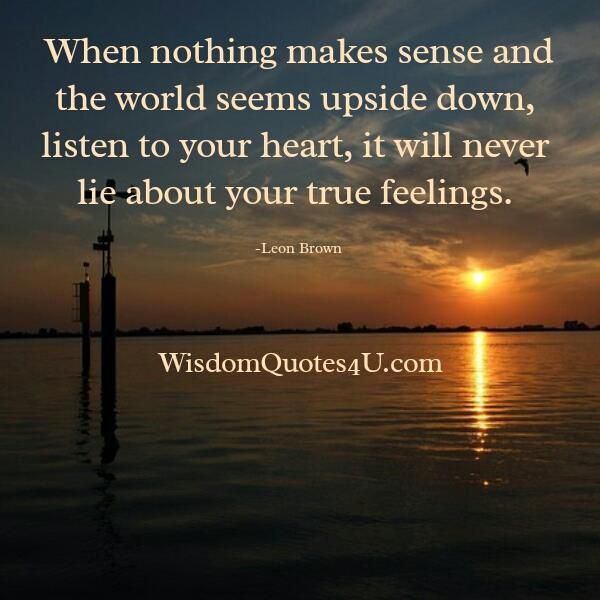 When nothing makes sense and
the world seems upside down,
listen to your heart, it will never
lie about your true feelings.
-Leon Brown
WisdomQuotes4U.com